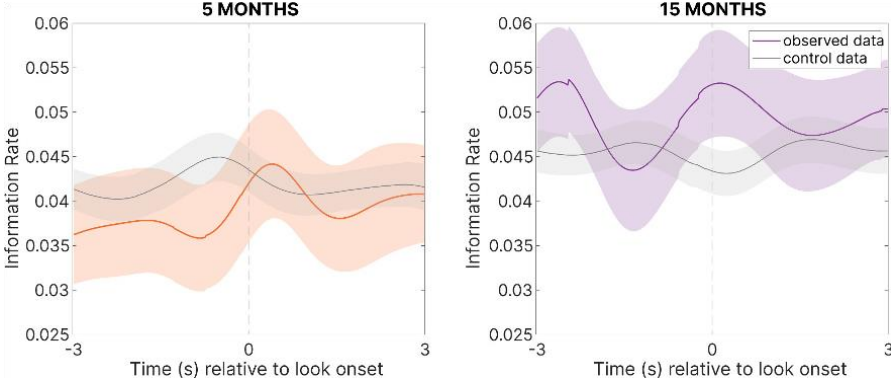 5 MONTHS
0.06
0.055
0.05
0.045
0.04
0.035
0.03
0.025
Information Rate
-3
0
3
Time (s) relative to look onset
15 MONTHS
observed data
control data
0.06
0.055
0.05
0.045
0.04
0.035
0.03
0.025
Information Rate
-3
0
3
Time (s) relative to look onset